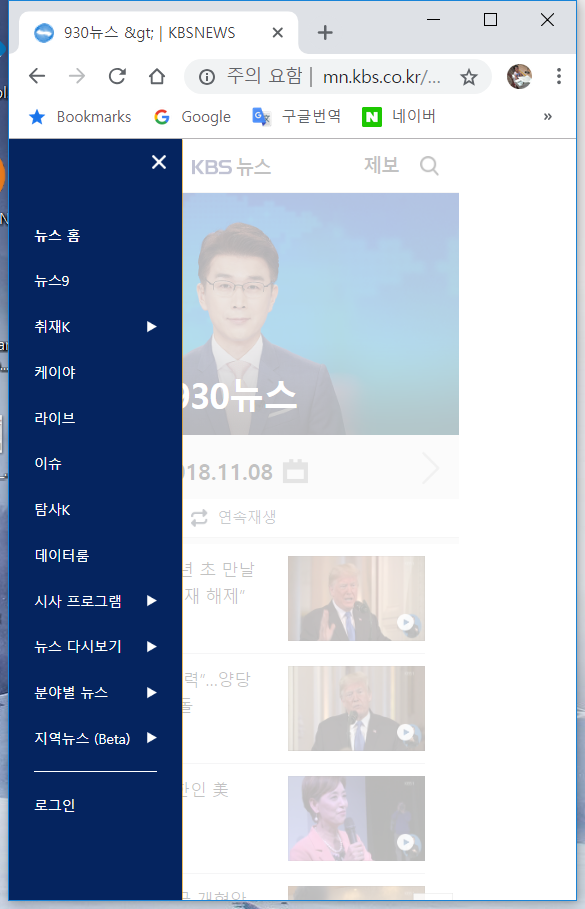 930뉴스 &gt; | KBSNEWS
주의 요함 | mn.kbs.co.kr/...
Bookmarks Google 구글번역 네이버 »
KBS 뉴스 제보
뉴스 홈
뉴스9
취재K
케이야
라이브
이슈
탐사K
데이터룸
시사 프로그램
뉴스 다시보기
분야별 뉴스
지역뉴스 (Beta)
로그인
930뉴스
018.11.08
연속재생
년 초 만날
재 해제”
력”...양당
돌
한인 美